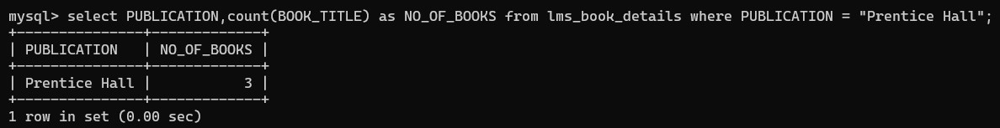 mysql> select PUBLICATION,count(BOOK_TITLE) as NO_OF_BOOKS from lms_book_details where PUBLICATION = "Prentice Hall";
+---------------+-------------+
| PUBLICATION   | NO_OF_BOOKS |
+---------------+-------------+
| Prentice Hall |           3 |
+---------------+-------------+
1 row in set (0.00 sec)